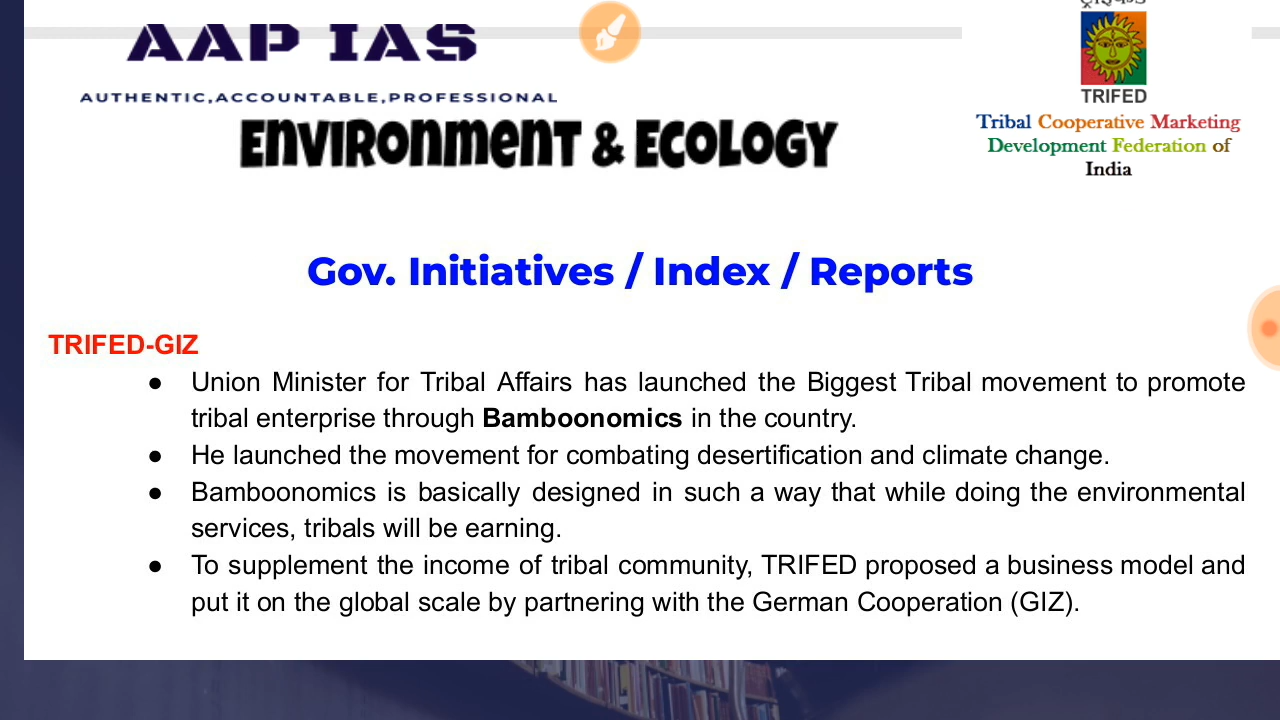 AAP IAS
AUTHENTIC,ACCOUNTABLE,PROFESSIONAL
ENVIRONMENT & ECOLOGY
TRIFED
Tribal Cooperative Marketing
Development Federation of
India
Gov. Initiatives / Index / Reports
TRIFED-GIZ
● Union Minister for Tribal Affairs has launched the Biggest Tribal movement to promote
tribal enterprise through Bamboonomics in the country.
● He launched the movement for combating desertification and climate change.
● Bamboonomics is basically designed in such a way that while doing the environmental
services, tribals will be earning.
● To supplement the income of tribal community, TRIFED proposed a business model and
put it on the global scale by partnering with the German Cooperation (GIZ).